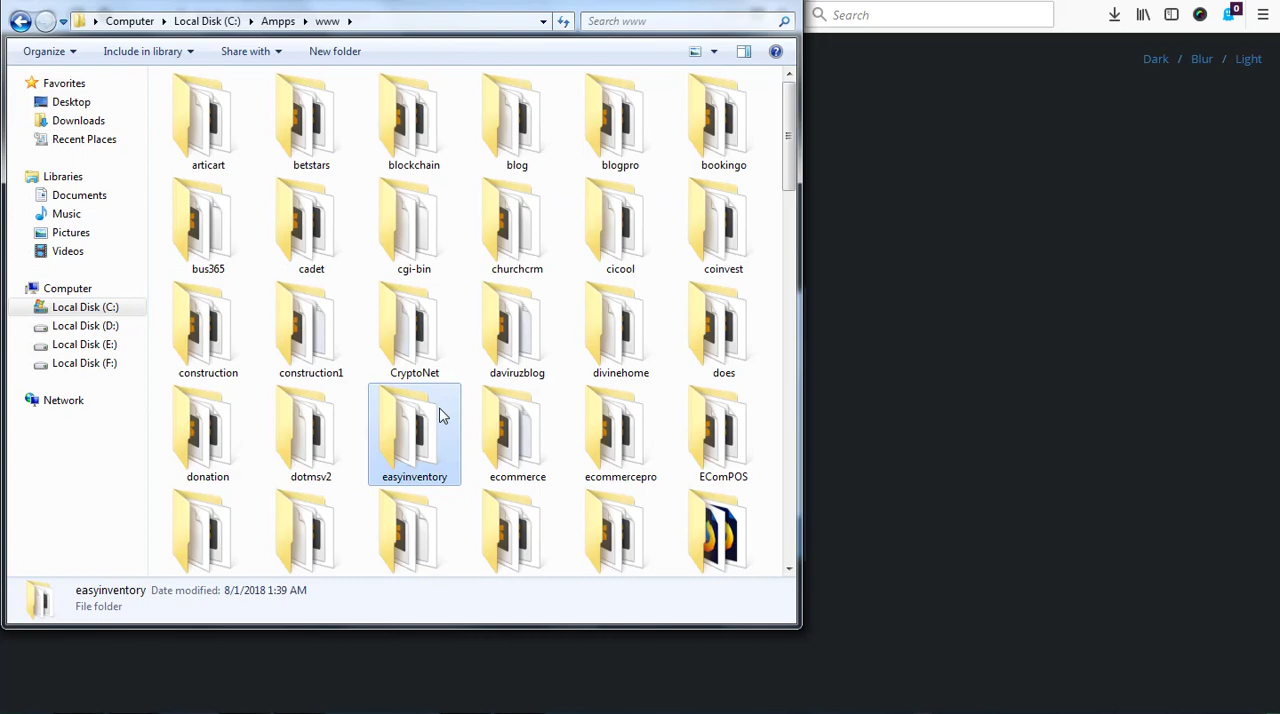 Computer ▸ Local Disk (C:) ▸ Ampps ▸ www ▸
Search www
Search
0
Organize
Include in library
Share with
New folder
Dark / Blur / Light
Favorites
Desktop
Downloads
Recent Places
Libraries
Documents
Music
Pictures
Videos
Computer
Local Disk (C:)
Local Disk (D:)
Local Disk (E:)
Local Disk (F:)
Network
articart
betstars
blockchain
blog
blogpro
bookingo
bus365
cadet
cgi-bin
churchcrm
cicool
coinvest
construction
construction1
CryptoNet
daviruzblog
divinehome
does
donation
dotmsv2
easyinventory
ecommerce
ecommercepro
EComPOS
easyinventory Date modified: 8/1/2018 1:39 AM
File folder